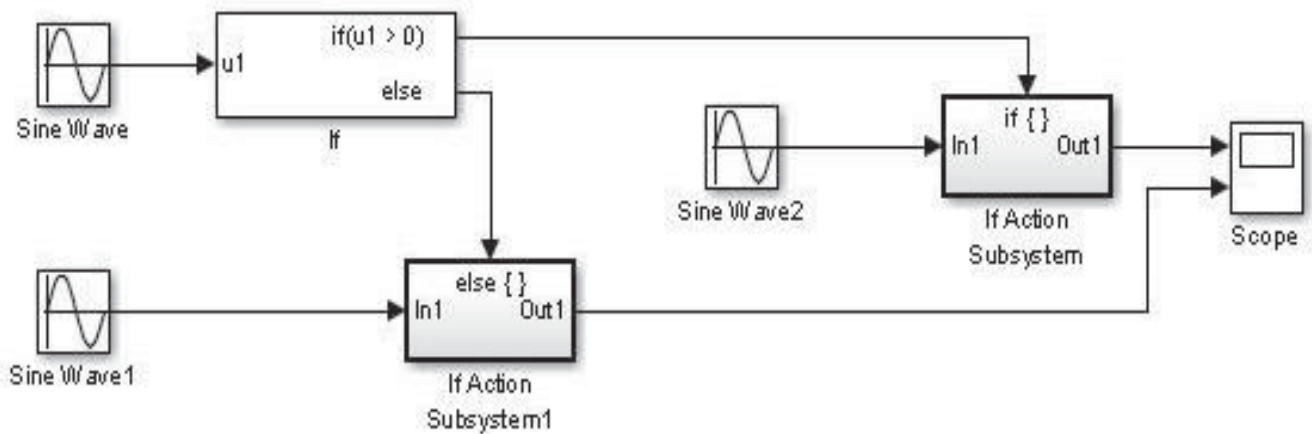 if(u1 > 0)
u1
else
Sine Wave
If
if { }
In1 Out1
Sine Wave2
If Action
Subsystem
Scope
else { }
In1 Out1
Sine Wave1
If Action
Subsystem1